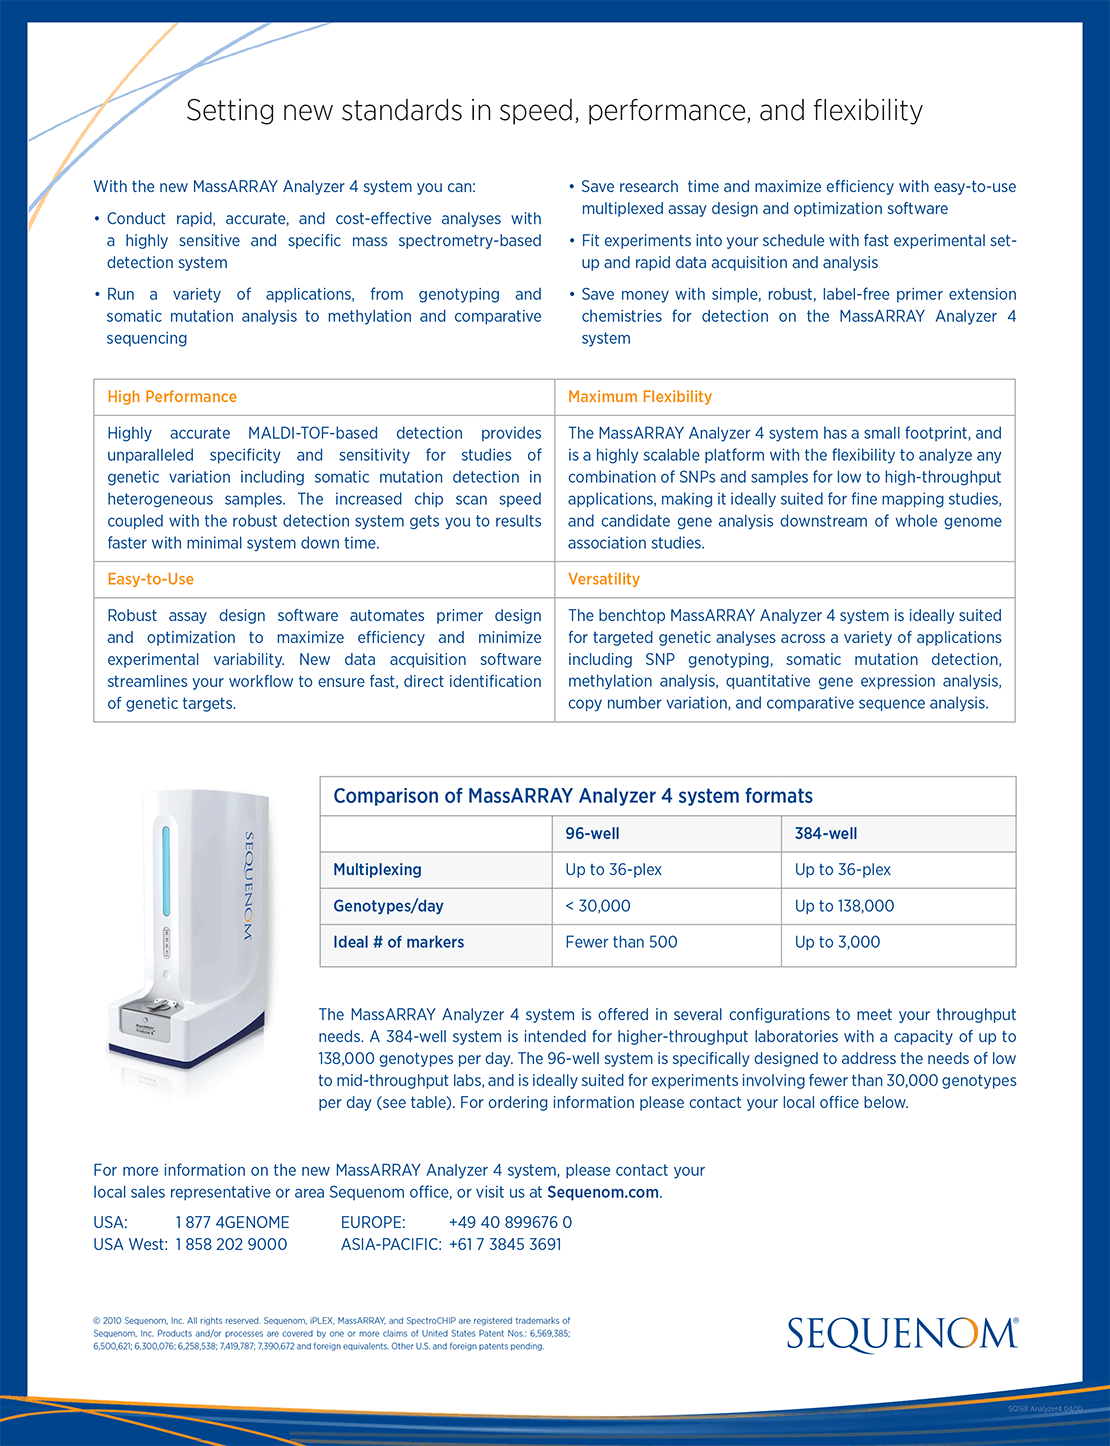 Setting new standards in speed, performance, and flexibility
With the new MassARRAY Analyzer 4 system you can:
• Conduct rapid, accurate, and cost-effective analyses with
a highly sensitive and specific mass spectrometry-based
detection system
• Run a variety of applications, from genotyping and
somatic mutation analysis to methylation and comparative
sequencing
• Save research time and maximize efficiency with easy-to-use
multiplexed assay design and optimization software
• Fit experiments into your schedule with fast experimental set-
up and rapid data acquisition and analysis
• Save money with simple, robust, label-free primer extension
chemistries for detection on the MassARRAY Analyzer 4
system
High Performance
Highly accurate MALDI-TOF-based detection provides
unparalleled specificity and sensitivity for studies of
genetic variation including somatic mutation detection in
heterogeneous samples. The increased chip scan speed
coupled with the robust detection system gets you to results
faster with minimal system down time.
Maximum Flexibility
The MassARRAY Analyzer 4 system has a small footprint, and
is a highly scalable platform with the flexibility to analyze any
combination of SNPs and samples for low to high-throughput
applications, making it ideally suited for fine mapping studies,
and candidate gene analysis downstream of whole genome
association studies.
Easy-to-Use
Robust assay design software automates primer design
and optimization to maximize efficiency and minimize
experimental variability. New data acquisition software
streamlines your workflow to ensure fast, direct identification
of genetic targets.
Versatility
The benchtop MassARRAY Analyzer 4 system is ideally suited
for targeted genetic analyses across a variety of applications
including SNP genotyping, somatic mutation detection,
methylation analysis, quantitative gene expression analysis,
copy number variation, and comparative sequence analysis.
SEQUENOM
MassARRAY
Analyzer 4
Comparison of MassARRAY Analyzer 4 system formats
96-well 384-well
Multiplexing Up to 36-plex Up to 36-plex
Genotypes/day < 30,000 Up to 138,000
Ideal # of markers Fewer than 500 Up to 3,000
The MassARRAY Analyzer 4 system is offered in several configurations to meet your throughput
needs. A 384-well system is intended for higher-throughput laboratories with a capacity of up to
138,000 genotypes per day. The 96-well system is specifically designed to address the needs of low
to mid-throughput labs, and is ideally suited for experiments involving fewer than 30,000 genotypes
per day (see table). For ordering information please contact your local office below.
For more information on the new MassARRAY Analyzer 4 system, please contact your
local sales representative or area Sequenom office, or visit us at Sequenom.com.
USA: 1 877 4GENOME EUROPE: +49 40 899676 0
USA West: 1 858 202 9000 ASIA-PACIFIC: +61 7 3845 3691
© 2010 Sequenom, Inc. All rights reserved. Sequenom, iPLEX, MassARRAY, and SpectroCHIP are registered trademarks of
Sequenom, Inc. Products and/or processes are covered by one or more claims of United States Patent Nos.: 6,569,385;
6,500,621; 6,300,076; 6,258,538; 7,419,787; 7,390,672 and foreign equivalents. Other U.S. and foreign patents pending.
SEQUENOM®
SQ168 Analyzer4 04/10